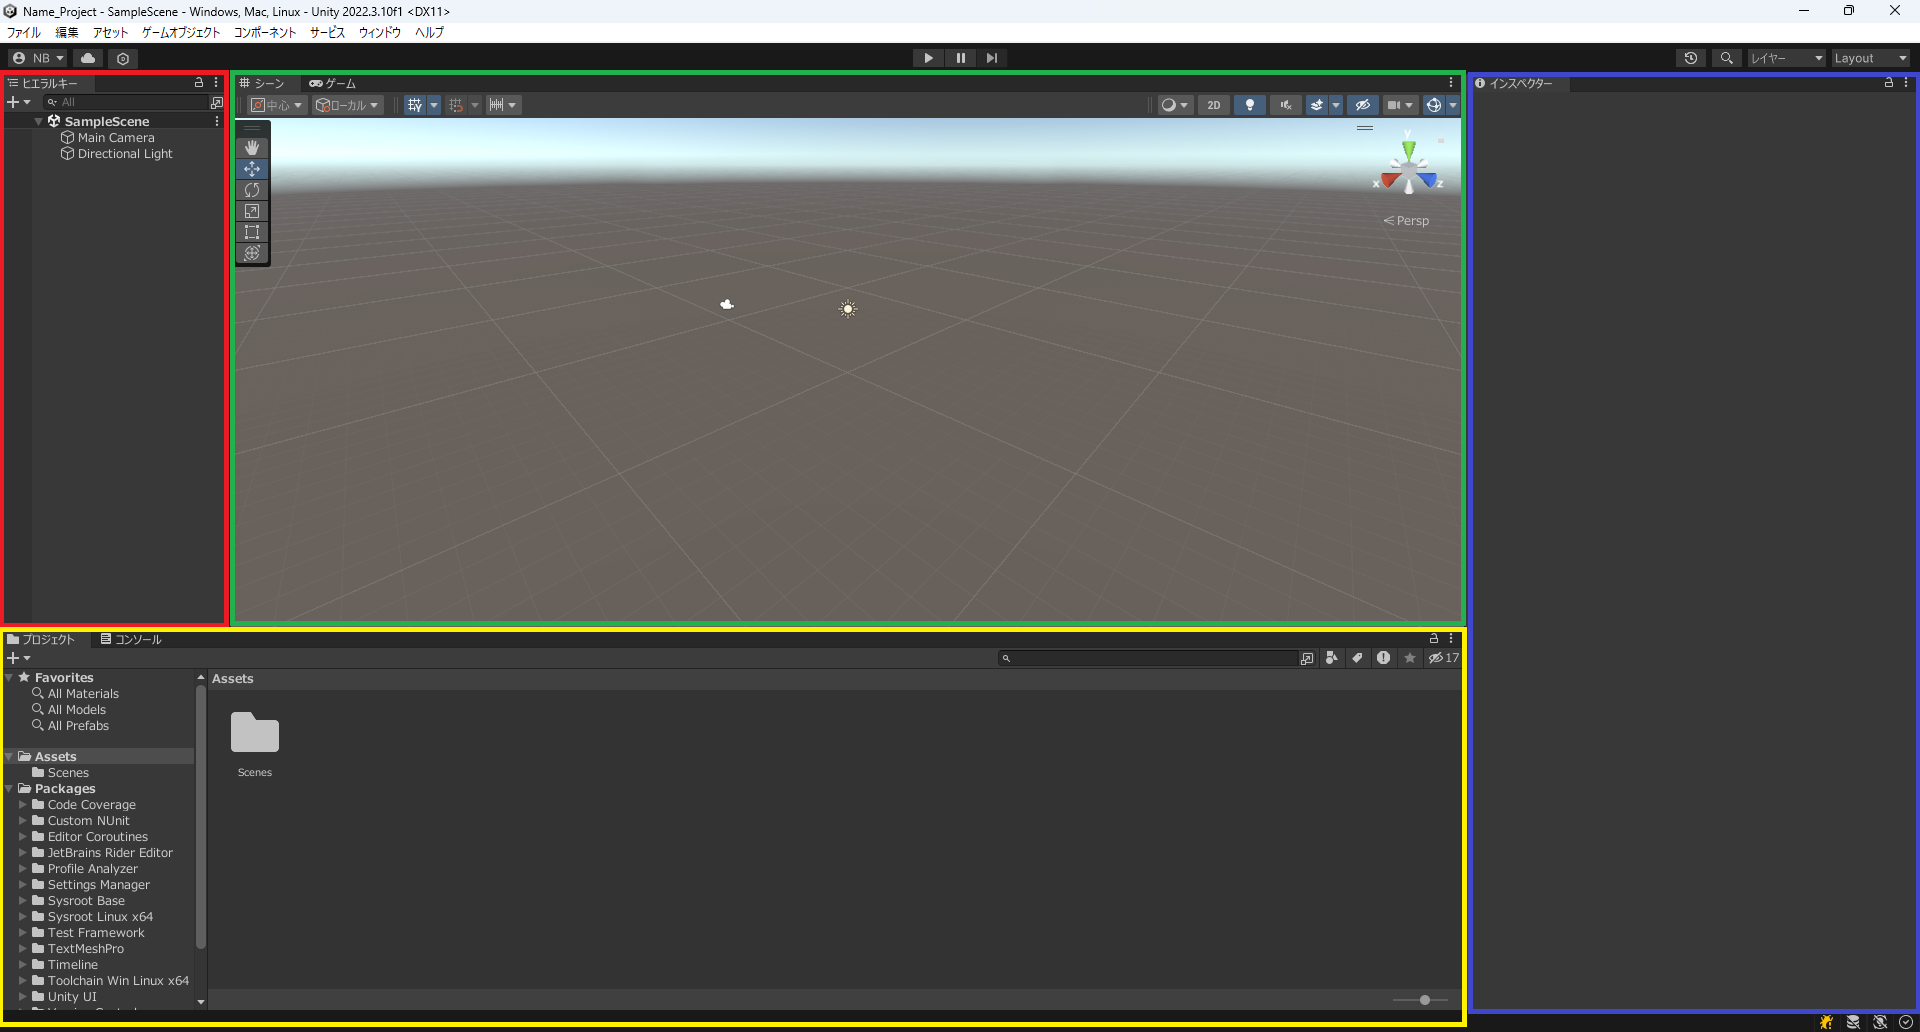 Name_Project - SampleScene - Windows, Mac, Linux - Unity 2022.3.10f1 <DX11>
ファイル 編集 アセット ゲームオブジェクト コンポーネント サービス ウィンドウ ヘルプ
NB
レイヤー
Layout
ヒエラルキー
All
SampleScene
Main Camera
Directional Light
シーン
ゲーム
中心
ローカル
2D
y
x
z
Persp
インスペクター
プロジェクト
コンソール
17
Favorites
All Materials
All Models
All Prefabs
Assets
Scenes
Packages
Code Coverage
Custom NUnit
Editor Coroutines
JetBrains Rider Editor
Profile Analyzer
Settings Manager
Sysroot Base
Sysroot Linux x64
Test Framework
TextMeshPro
Timeline
Toolchain Win Linux x64
Unity UI
Assets
Scenes